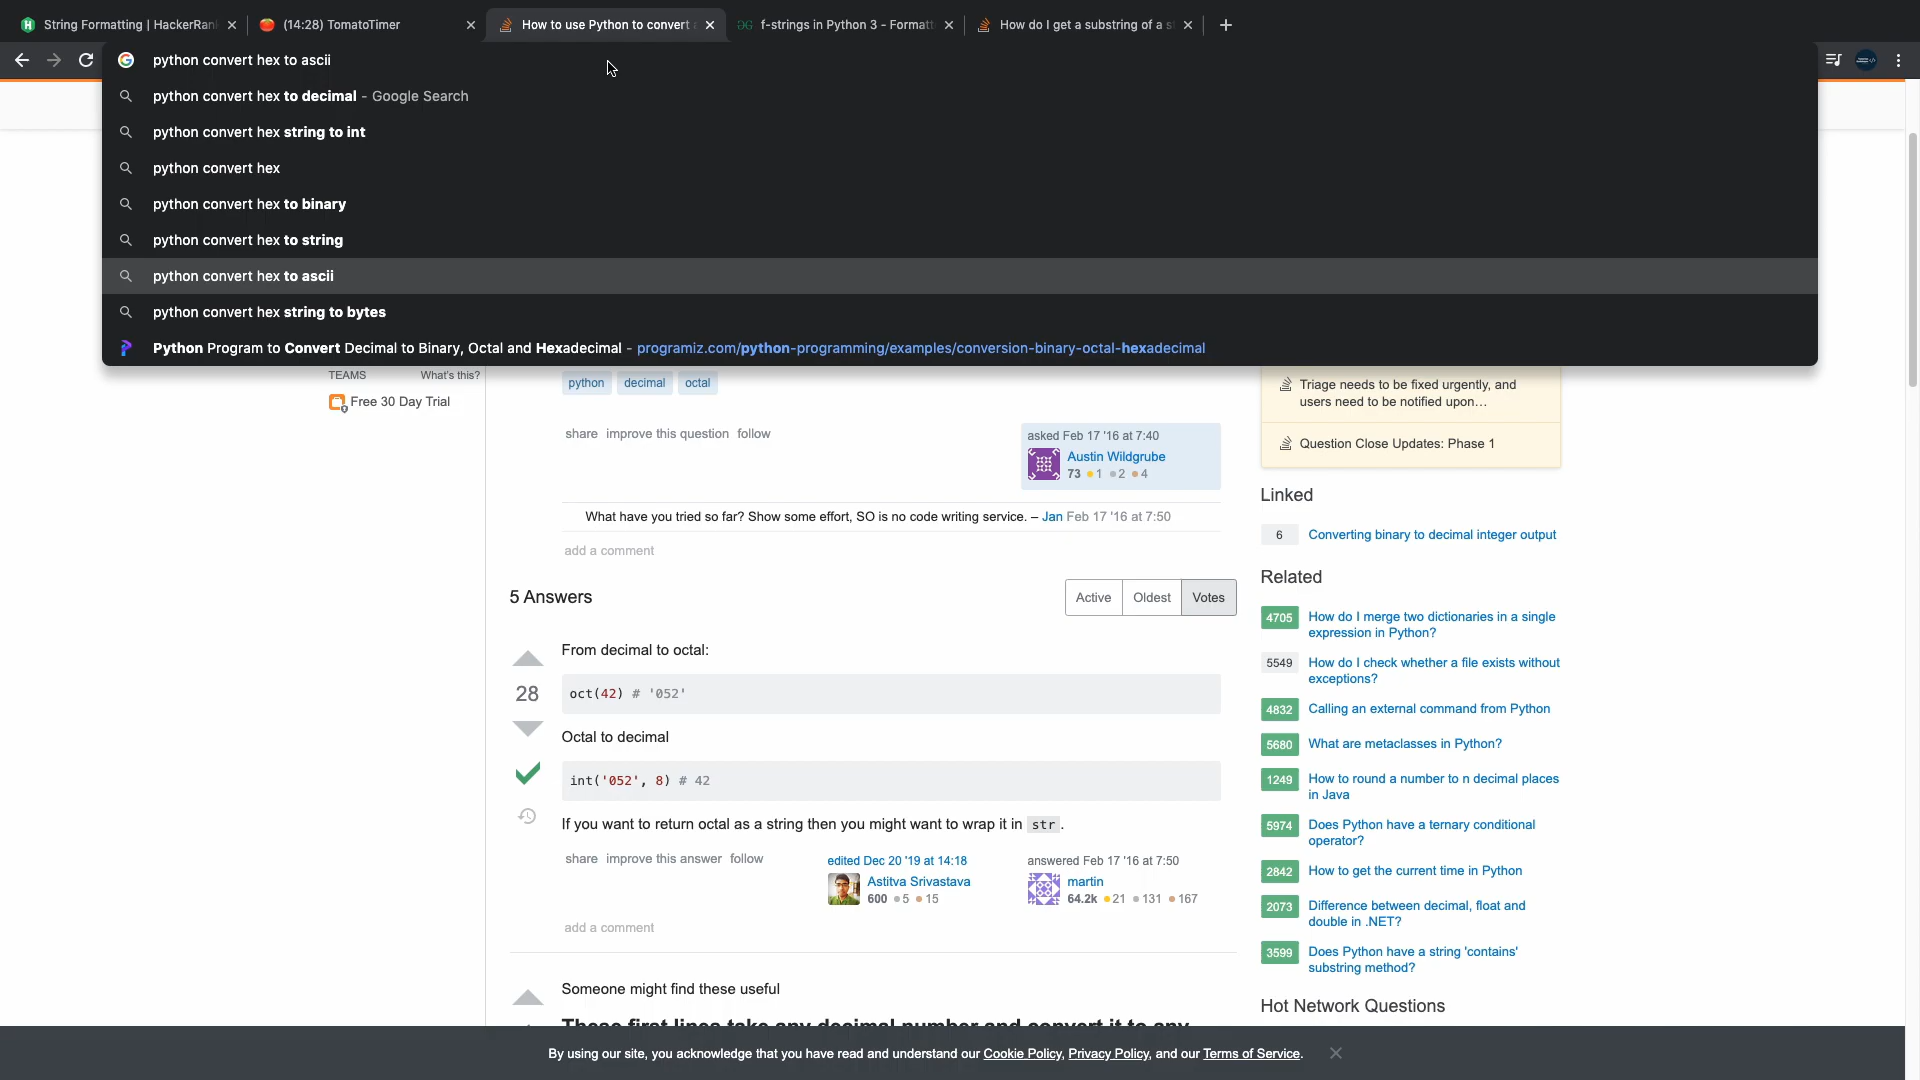 String Formatting | HackerRan
(14:28) TomatoTimer
How to use Python to convert a
f-strings in Python 3 - Formatt
How do I get a substring of a st
python convert hex to ascii
python convert hex to decimal - Google Search
python convert hex string to int
python convert hex
python convert hex to binary
python convert hex to string
python convert hex to ascii
python convert hex string to bytes
Python Program to Convert Decimal to Binary, Octal and Hexadecimal - programiz.com/python-programming/examples/conversion-binary-octal-hexadecimal
TEAMS What's this?
Free 30 Day Trial
python decimal octal
share improve this question follow
asked Feb 17 '16 at 7:40
Austin Wildgrube
73 1 2 4
What have you tried so far? Show some effort, SO is no code writing service. – Jan Feb 17 '16 at 7:50
add a comment
5 Answers
Active Oldest Votes
From decimal to octal:
28
oct(42) # '052'
Octal to decimal
int('052', 8) # 42
If you want to return octal as a string then you might want to wrap it in str .
share improve this answer follow
edited Dec 20 '19 at 14:18
Astitva Srivastava
600 5 15
answered Feb 17 '16 at 7:50
martin
64.2k 21 131 167
add a comment
Someone might find these useful
These first lines take any decimal number and convert it to any
Triage needs to be fixed urgently, and
users need to be notified upon...
Question Close Updates: Phase 1
Linked
6 Converting binary to decimal integer output
Related
4705 How do I merge two dictionaries in a single
expression in Python?
5549 How do I check whether a file exists without
exceptions?
4832 Calling an external command from Python
5680 What are metaclasses in Python?
1249 How to round a number to n decimal places
in Java
5974 Does Python have a ternary conditional
operator?
2842 How to get the current time in Python
2073 Difference between decimal, float and
double in .NET?
3599 Does Python have a string 'contains'
substring method?
Hot Network Questions
By using our site, you acknowledge that you have read and understand our Cookie Policy, Privacy Policy, and our Terms of Service.